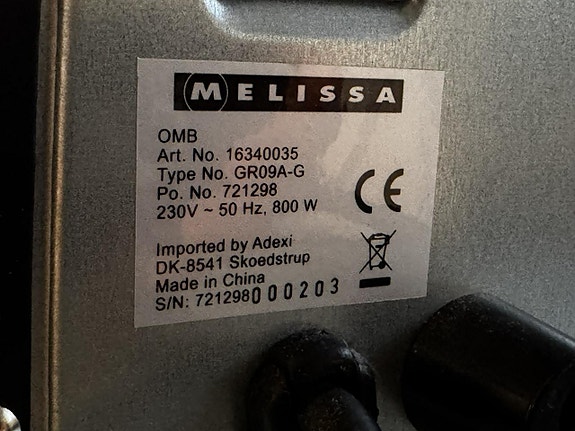 MELISSA
OMB
Art. No. 16340035
Type No. GR09A-G
Po. No. 721298
230V ~ 50 Hz, 800 W
CE
Imported by Adexi
DK-8541 Skoedstrup
Made in China
S/N: 721298000203